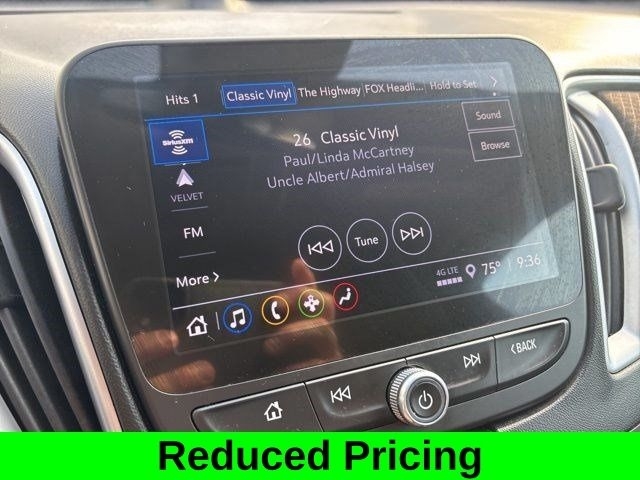 Hits 1 Classic Vinyl The Highway FOX Headli... Hold to Set
SiriusXM
26 Classic Vinyl
Sound
Paul/Linda McCartney
Browse
Uncle Albert/Admiral Halsey
VELVET
FM
Tune
More
4G LTE 75° 9:36
BACK
Reduced Pricing